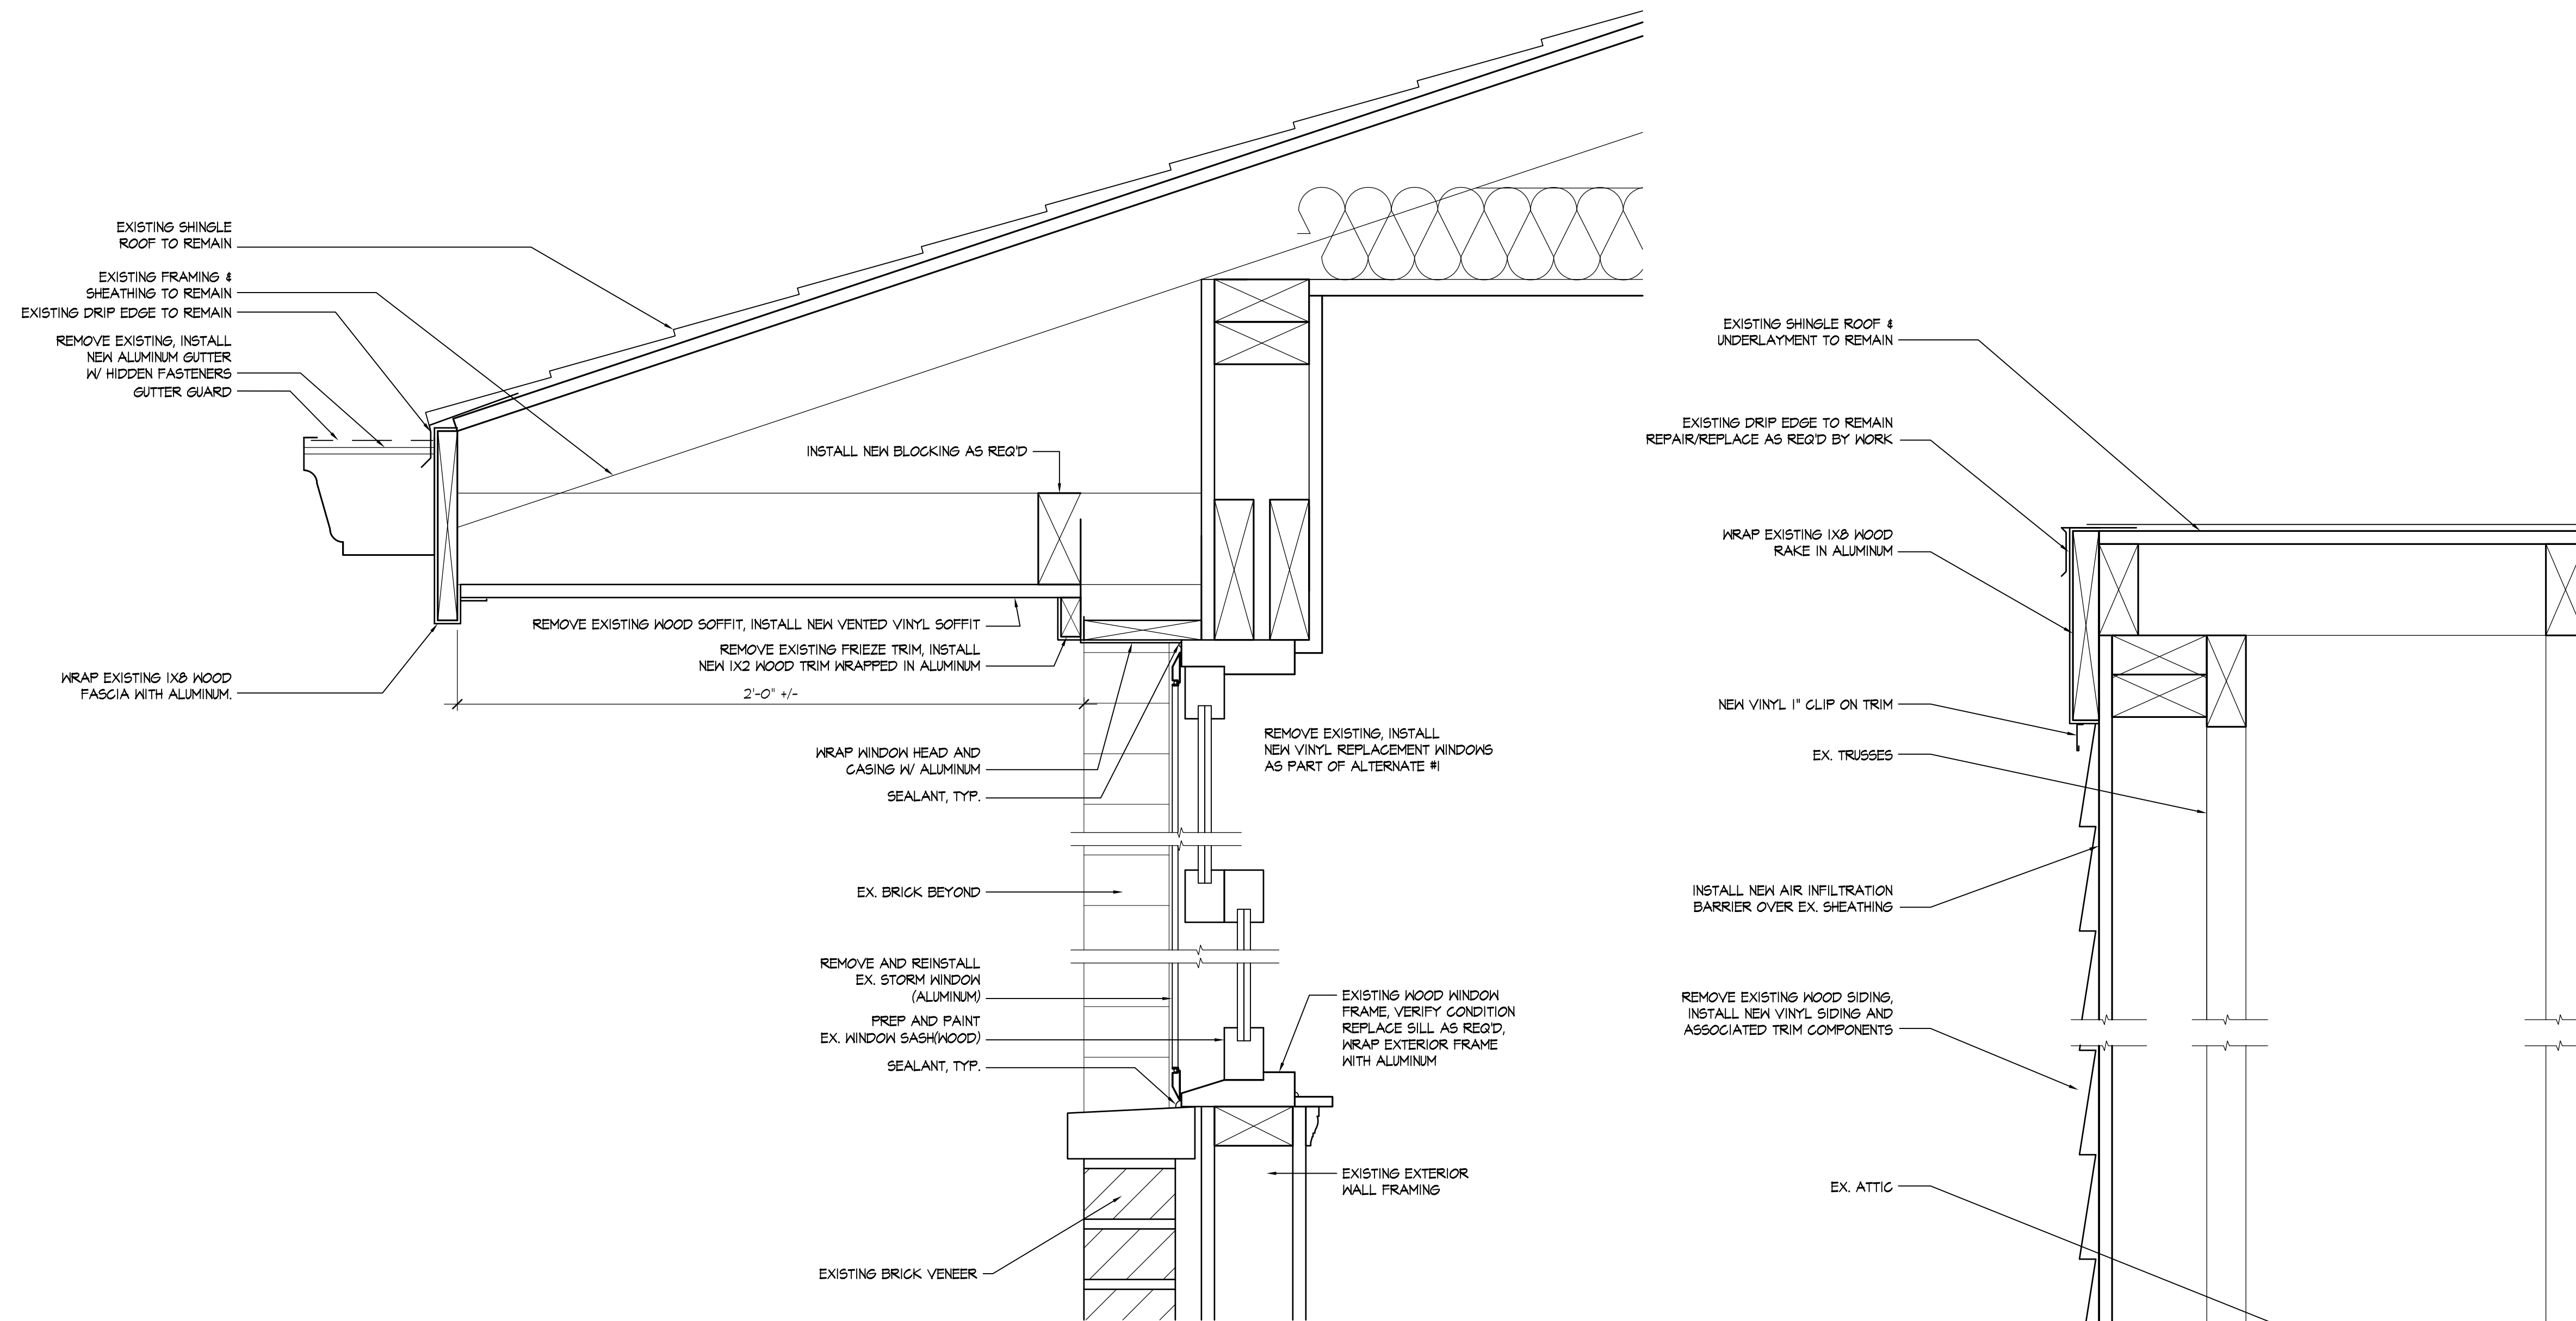 EXISTING SHINGLE
ROOF TO REMAIN
EXISTING FRAMING &
SHEATHING TO REMAIN
EXISTING DRIP EDGE TO REMAIN
REMOVE EXISTING, INSTALL
NEW ALUMINUM GUTTER
W/ HIDDEN FASTENERS
GUTTER GUARD
WRAP EXISTING 1X8 WOOD
FASCIA WITH ALUMINUM.
INSTALL NEW BLOCKING AS REQ'D
REMOVE EXISTING WOOD SOFFIT, INSTALL NEW VENTED VINYL SOFFIT
REMOVE EXISTING FRIEZE TRIM, INSTALL
NEW 1X2 WOOD TRIM WRAPPED IN ALUMINUM
2'-0" +/-
WRAP WINDOW HEAD AND
CASING W/ ALUMINUM
SEALANT, TYP.
REMOVE EXISTING, INSTALL
NEW VINYL REPLACEMENT WINDOWS
AS PART OF ALTERNATE #1
EX. BRICK BEYOND
REMOVE AND REINSTALL
EX. STORM WINDOW
(ALUMINUM)
PREP AND PAINT
EX. WINDOW SASH(WOOD)
SEALANT, TYP.
EXISTING WOOD WINDOW
FRAME, VERIFY CONDITION
REPLACE SILL AS REQ'D,
WRAP EXTERIOR FRAME
WITH ALUMINUM
EXISTING EXTERIOR
WALL FRAMING
EXISTING BRICK VENEER
EXISTING SHINGLE ROOF &
UNDERLAYMENT TO REMAIN
EXISTING DRIP EDGE TO REMAIN
REPAIR/REPLACE AS REQ'D BY WORK
WRAP EXISTING 1X8 WOOD
RAKE IN ALUMINUM
NEW VINYL 1" CLIP ON TRIM
EX. TRUSSES
INSTALL NEW AIR INFILTRATION
BARRIER OVER EX. SHEATHING
REMOVE EXISTING WOOD SIDING,
INSTALL NEW VINYL SIDING AND
ASSOCIATED TRIM COMPONENTS
EX. ATTIC